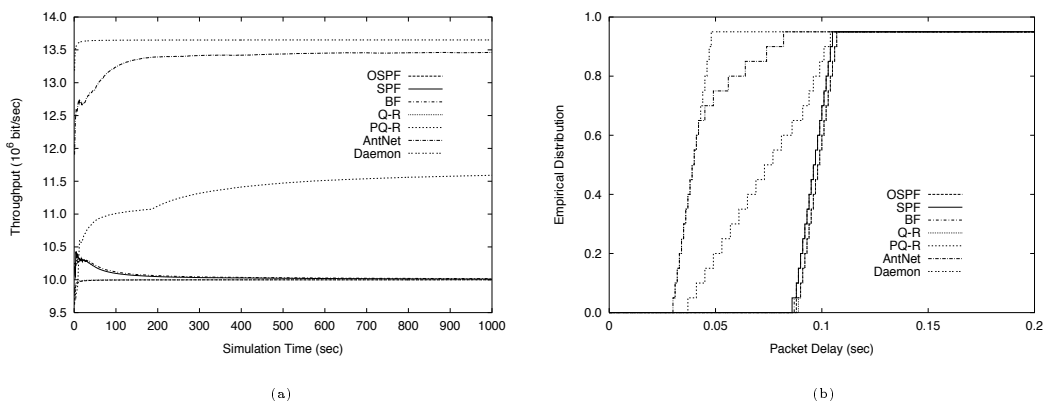 14.0
13.5
13.0
12.5
12.0
11.5
11.0
10.5
10.0
9.5
0 100 200 300 400 500 600 700 800 900 1000
Throughput (10^6 bit/sec)
Simulation Time (sec)
OSPF
SPF
BF
Q-R
PQ-R
AntNet
Daemon
(a)
1.0
0.8
0.6
0.4
0.2
0.0
0 0.05 0.1 0.15 0.2
Empirical Distribution
Packet Delay (sec)
OSPF
SPF
BF
Q-R
PQ-R
AntNet
Daemon
(b)